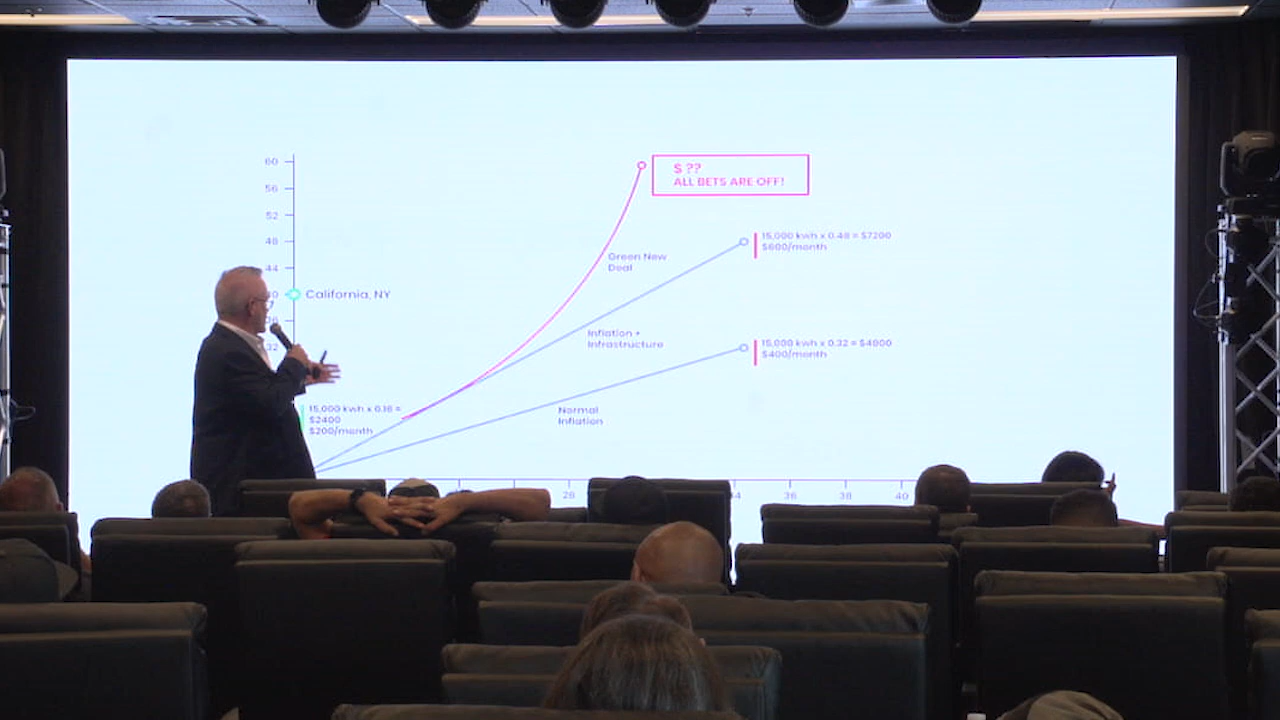 60
$ ??
ALL BETS ARE OFF!
56
52
48
15,000 kwh x 0.48 = $7200
$600/month
Green New
Deal
44
California, NY
Inflation +
Infrastructure
32
15,000 kwh x 0.32 = $4800
$400/month
15,000 kwh x 0.16 =
$2400
$200/month
Normal
Inflation
28
36
38
40